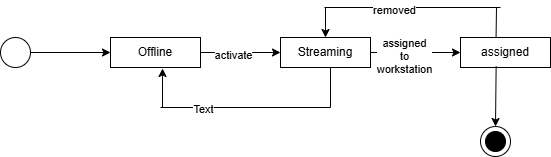 removed
Offline
activate
Streaming
assigned
to
workstation
assigned
Text